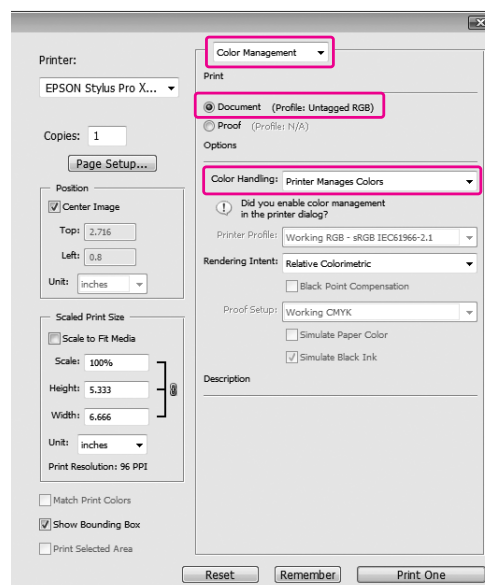 Printer:
EPSON Stylus Pro X...
Copies: 1
Page Setup...
Position
Center Image
Top: 2.716
Left: 0.8
Unit: inches
Scaled Print Size
Scale to Fit Media
Scale: 100%
Height: 5.333
Width: 6.666
Unit: inches
Print Resolution: 96 PPI
Match Print Colors
Show Bounding Box
Print Selected Area
Color Management
Print
Document (Profile: Untagged RGB)
Proof (Profile: N/A)
Options
Color Handling: Printer Manages Colors
Did you enable color management
in the printer dialog?
Printer Profile: Working RGB - sRGB IEC61966-2.1
Rendering Intent: Relative Colorimetric
Black Point Compensation
Proof Setup: Working CMYK
Simulate Paper Color
Simulate Black Ink
Description
Reset Remember Print One